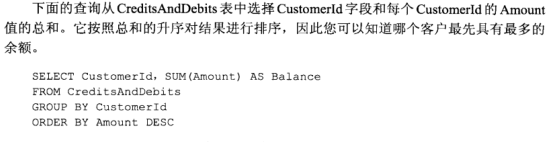 下面的查询从 CreditsAndDebits 表中选择 CustomerId 字段和每个 CustomerId 的 Amount
值的总和。它按照总和的升序对结果进行排序，因此您可以知道哪个客户最先具有最多的
余额。
SELECT CustomerId, SUM(Amount) AS Balance
FROM CreditsAndDebits
GROUP BY CustomerId
ORDER BY Amount DESC